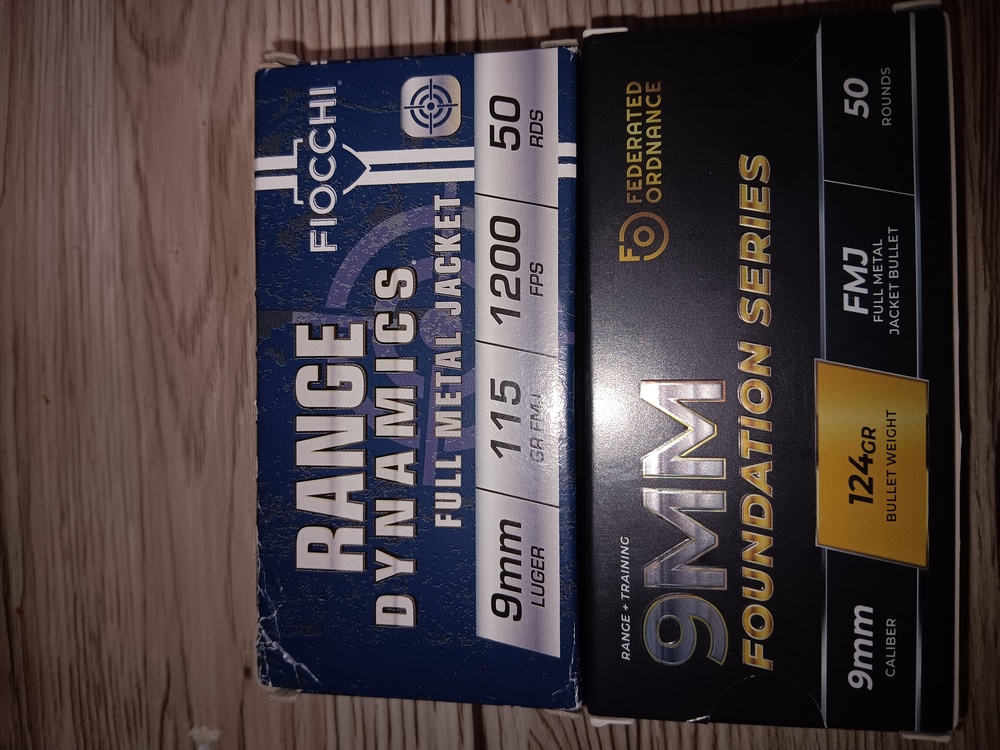 FIOCCHI
RANGE
DYNAMICS
FULL METAL JACKET
9mm
LUGER
115
GR FMJ
1200
FPS
50
RDS
FEDERATED
ORDNANCE
RANGE + TRAINING
9MM
FOUNDATION SERIES
9mm
CALIBER
124GR
BULLET WEIGHT
FMJ
FULL METAL
JACKET BULLET
50
ROUNDS